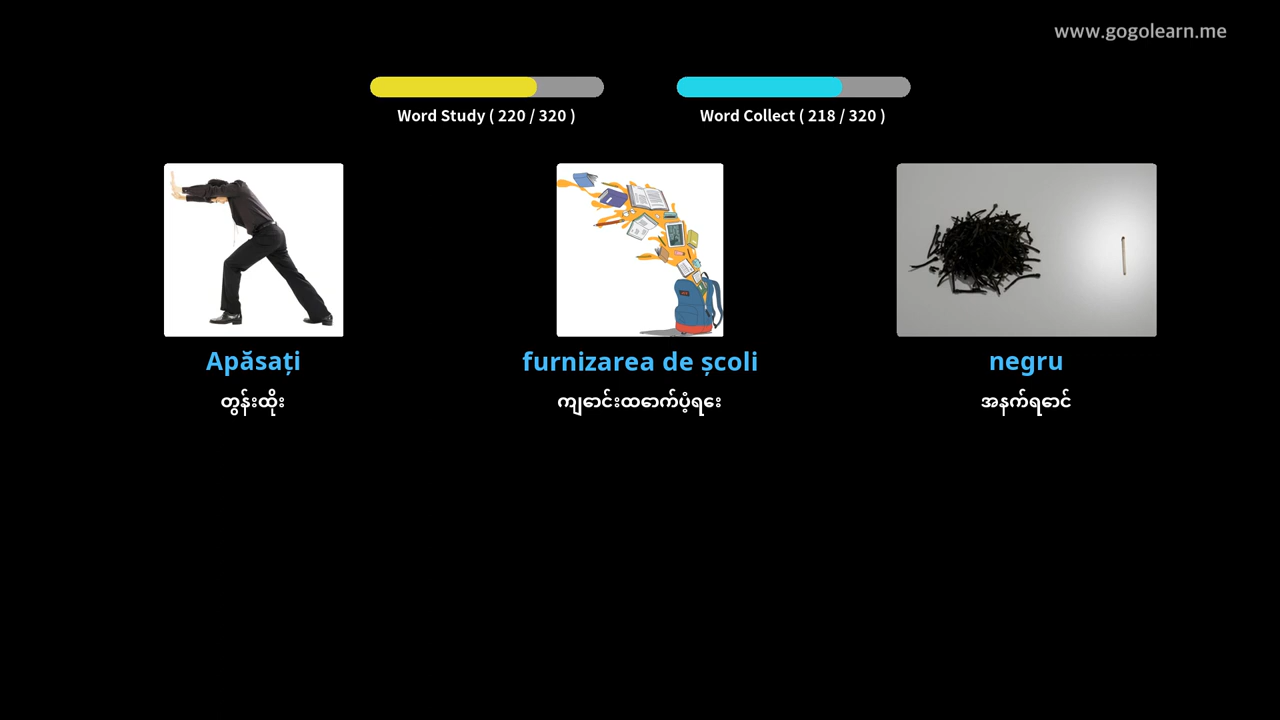 www.gogolearn.me
Word Study ( 220 / 320 )
Word Collect ( 218 / 320 )
Apăsați
furnizarea de școli
negru
တွန်းထိုး
ကျောင်းထောက်ပံ့ရေး
အနက်ရောင်